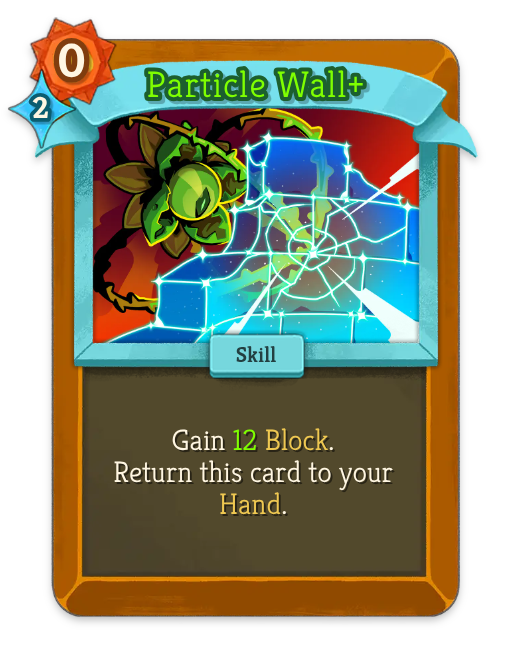 0
2
Particle Wall+
Skill
Gain 12 Block.
Return this card to your
Hand.